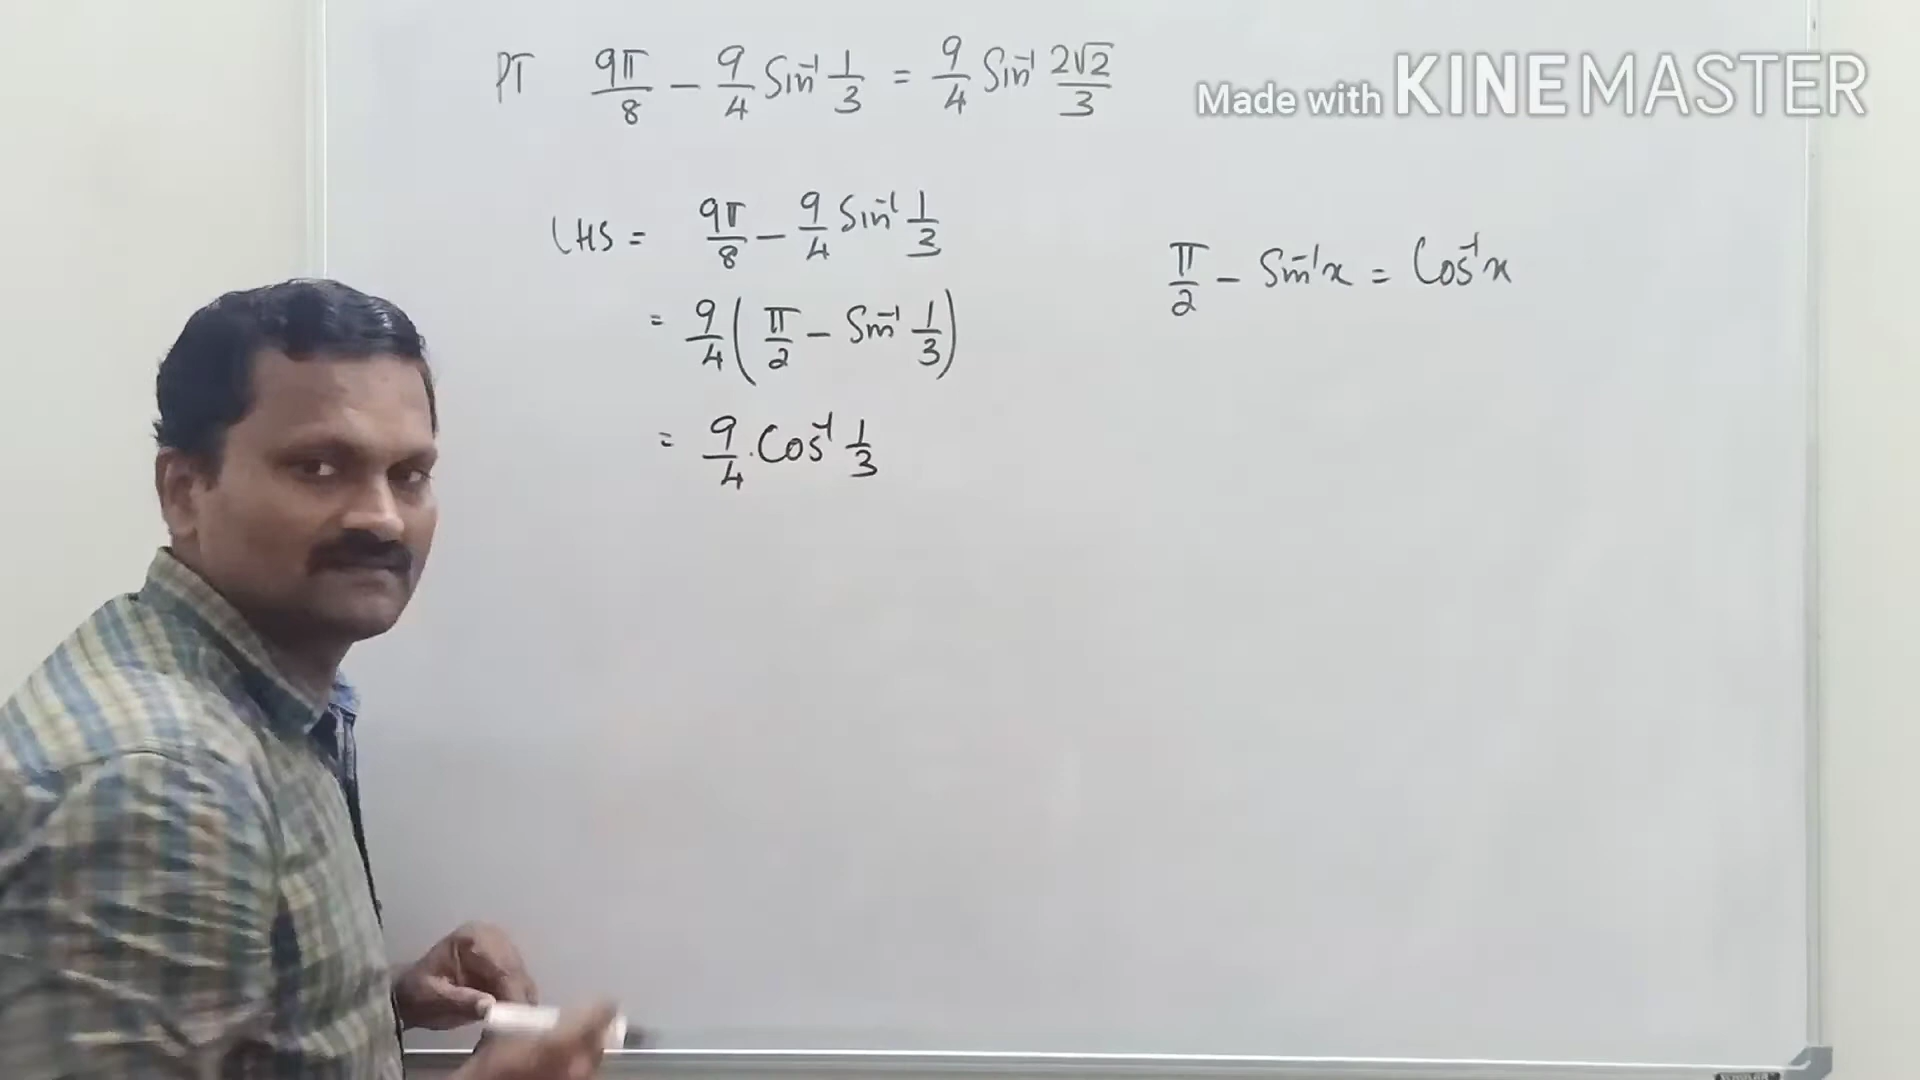 PT 9π/8 − 9/4 Sin⁻¹ 1/3 = 9/4 Sin⁻¹ 2√2/3
Made with KINEMASTER
LHS = 9π/8 − 9/4 Sin⁻¹ 1/3
π/2 − Sin⁻¹x = Cos⁻¹x
= 9/4 (π/2 − Sin⁻¹ 1/3)
= 9/4 . Cos⁻¹ 1/3